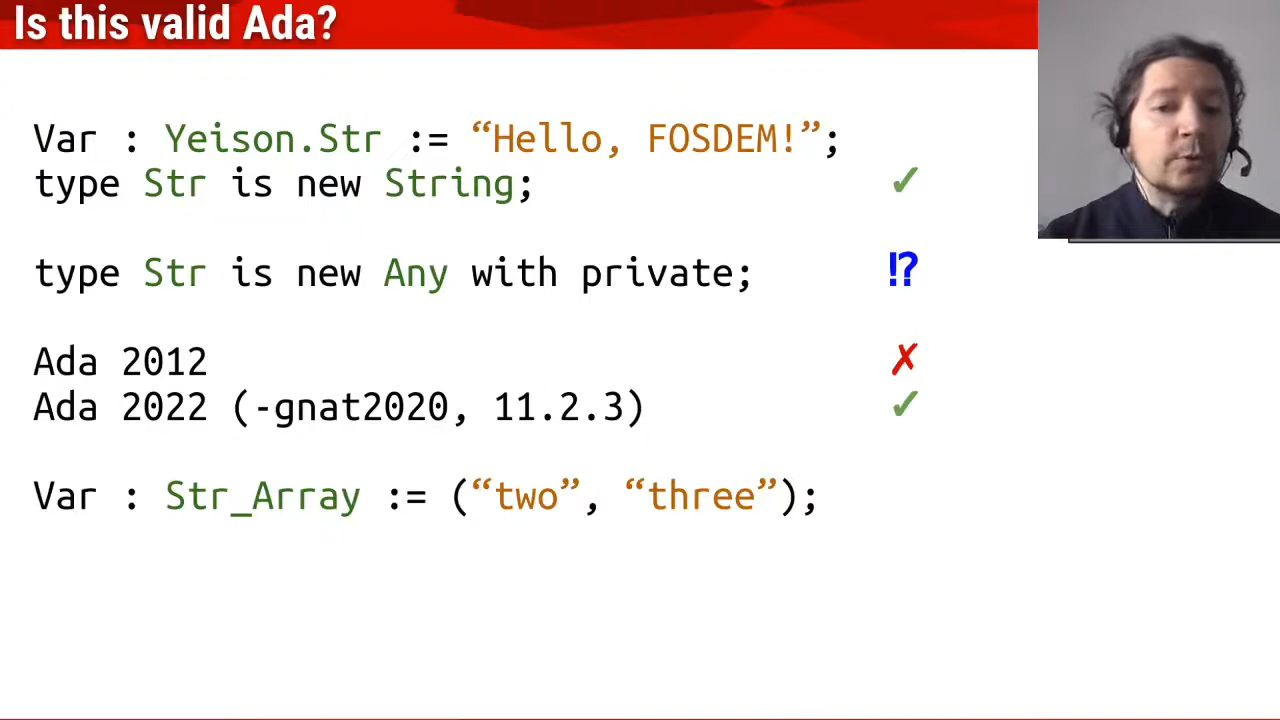 Is this valid Ada?
Var : Yeison.Str := “Hello, FOSDEM!”;
type Str is new String; ✓
type Str is new Any with private; ⁉
Ada 2012 ✗
Ada 2022 (-gnat2020, 11.2.3) ✓
Var : Str_Array := (“two”, “three”);